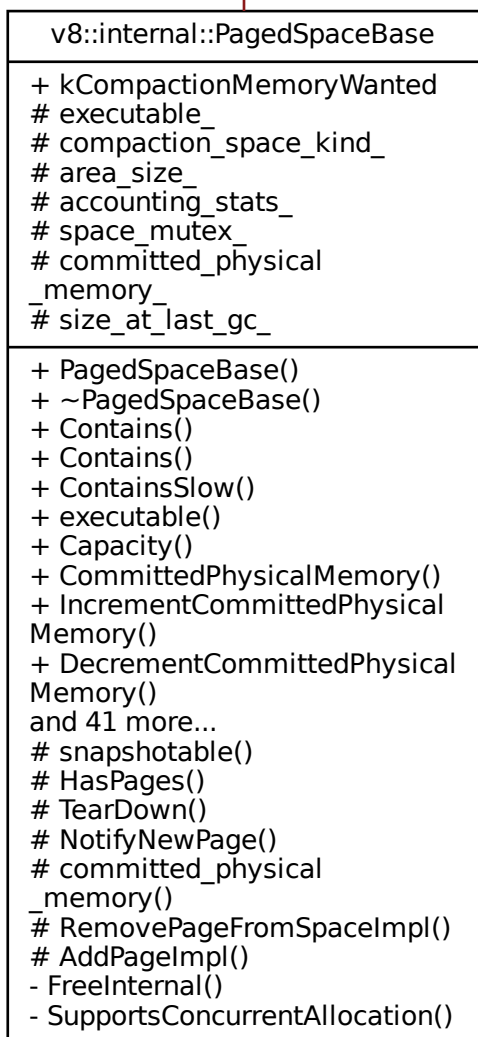 v8::internal::PagedSpaceBase
+ kCompactionMemoryWanted
# executable_
# compaction_space_kind_
# area_size_
# accounting_stats_
# space_mutex_
# committed_physical
_memory_
# size_at_last_gc_
+ PagedSpaceBase()
+ ~PagedSpaceBase()
+ Contains()
+ Contains()
+ ContainsSlow()
+ executable()
+ Capacity()
+ CommittedPhysicalMemory()
+ IncrementCommittedPhysical
Memory()
+ DecrementCommittedPhysical
Memory()
and 41 more...
# snapshotable()
# HasPages()
# TearDown()
# NotifyNewPage()
# committed_physical
_memory()
# RemovePageFromSpaceImpl()
# AddPageImpl()
- FreeInternal()
- SupportsConcurrentAllocation()